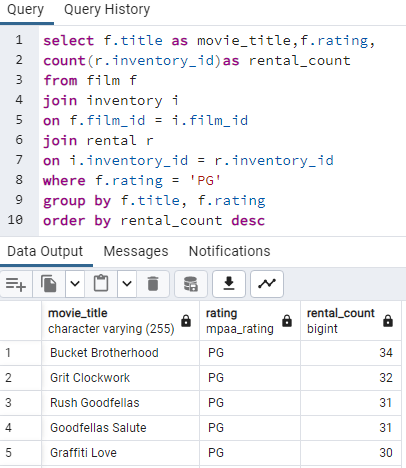 Query Query History
1 select f.title as movie_title,f.rating,
2 count(r.inventory_id)as rental_count
3 from film f
4 join inventory i
5 on f.film_id = i.film_id
6 join rental r
7 on i.inventory_id = r.inventory_id
8 where f.rating = 'PG'
9 group by f.title, f.rating
10 order by rental_count desc
Data Output Messages Notifications
movie_title rating rental_count
character varying (255) mpaa_rating bigint
1 Bucket Brotherhood PG 34
2 Grit Clockwork PG 32
3 Rush Goodfellas PG 31
4 Goodfellas Salute PG 31
5 Graffiti Love PG 30